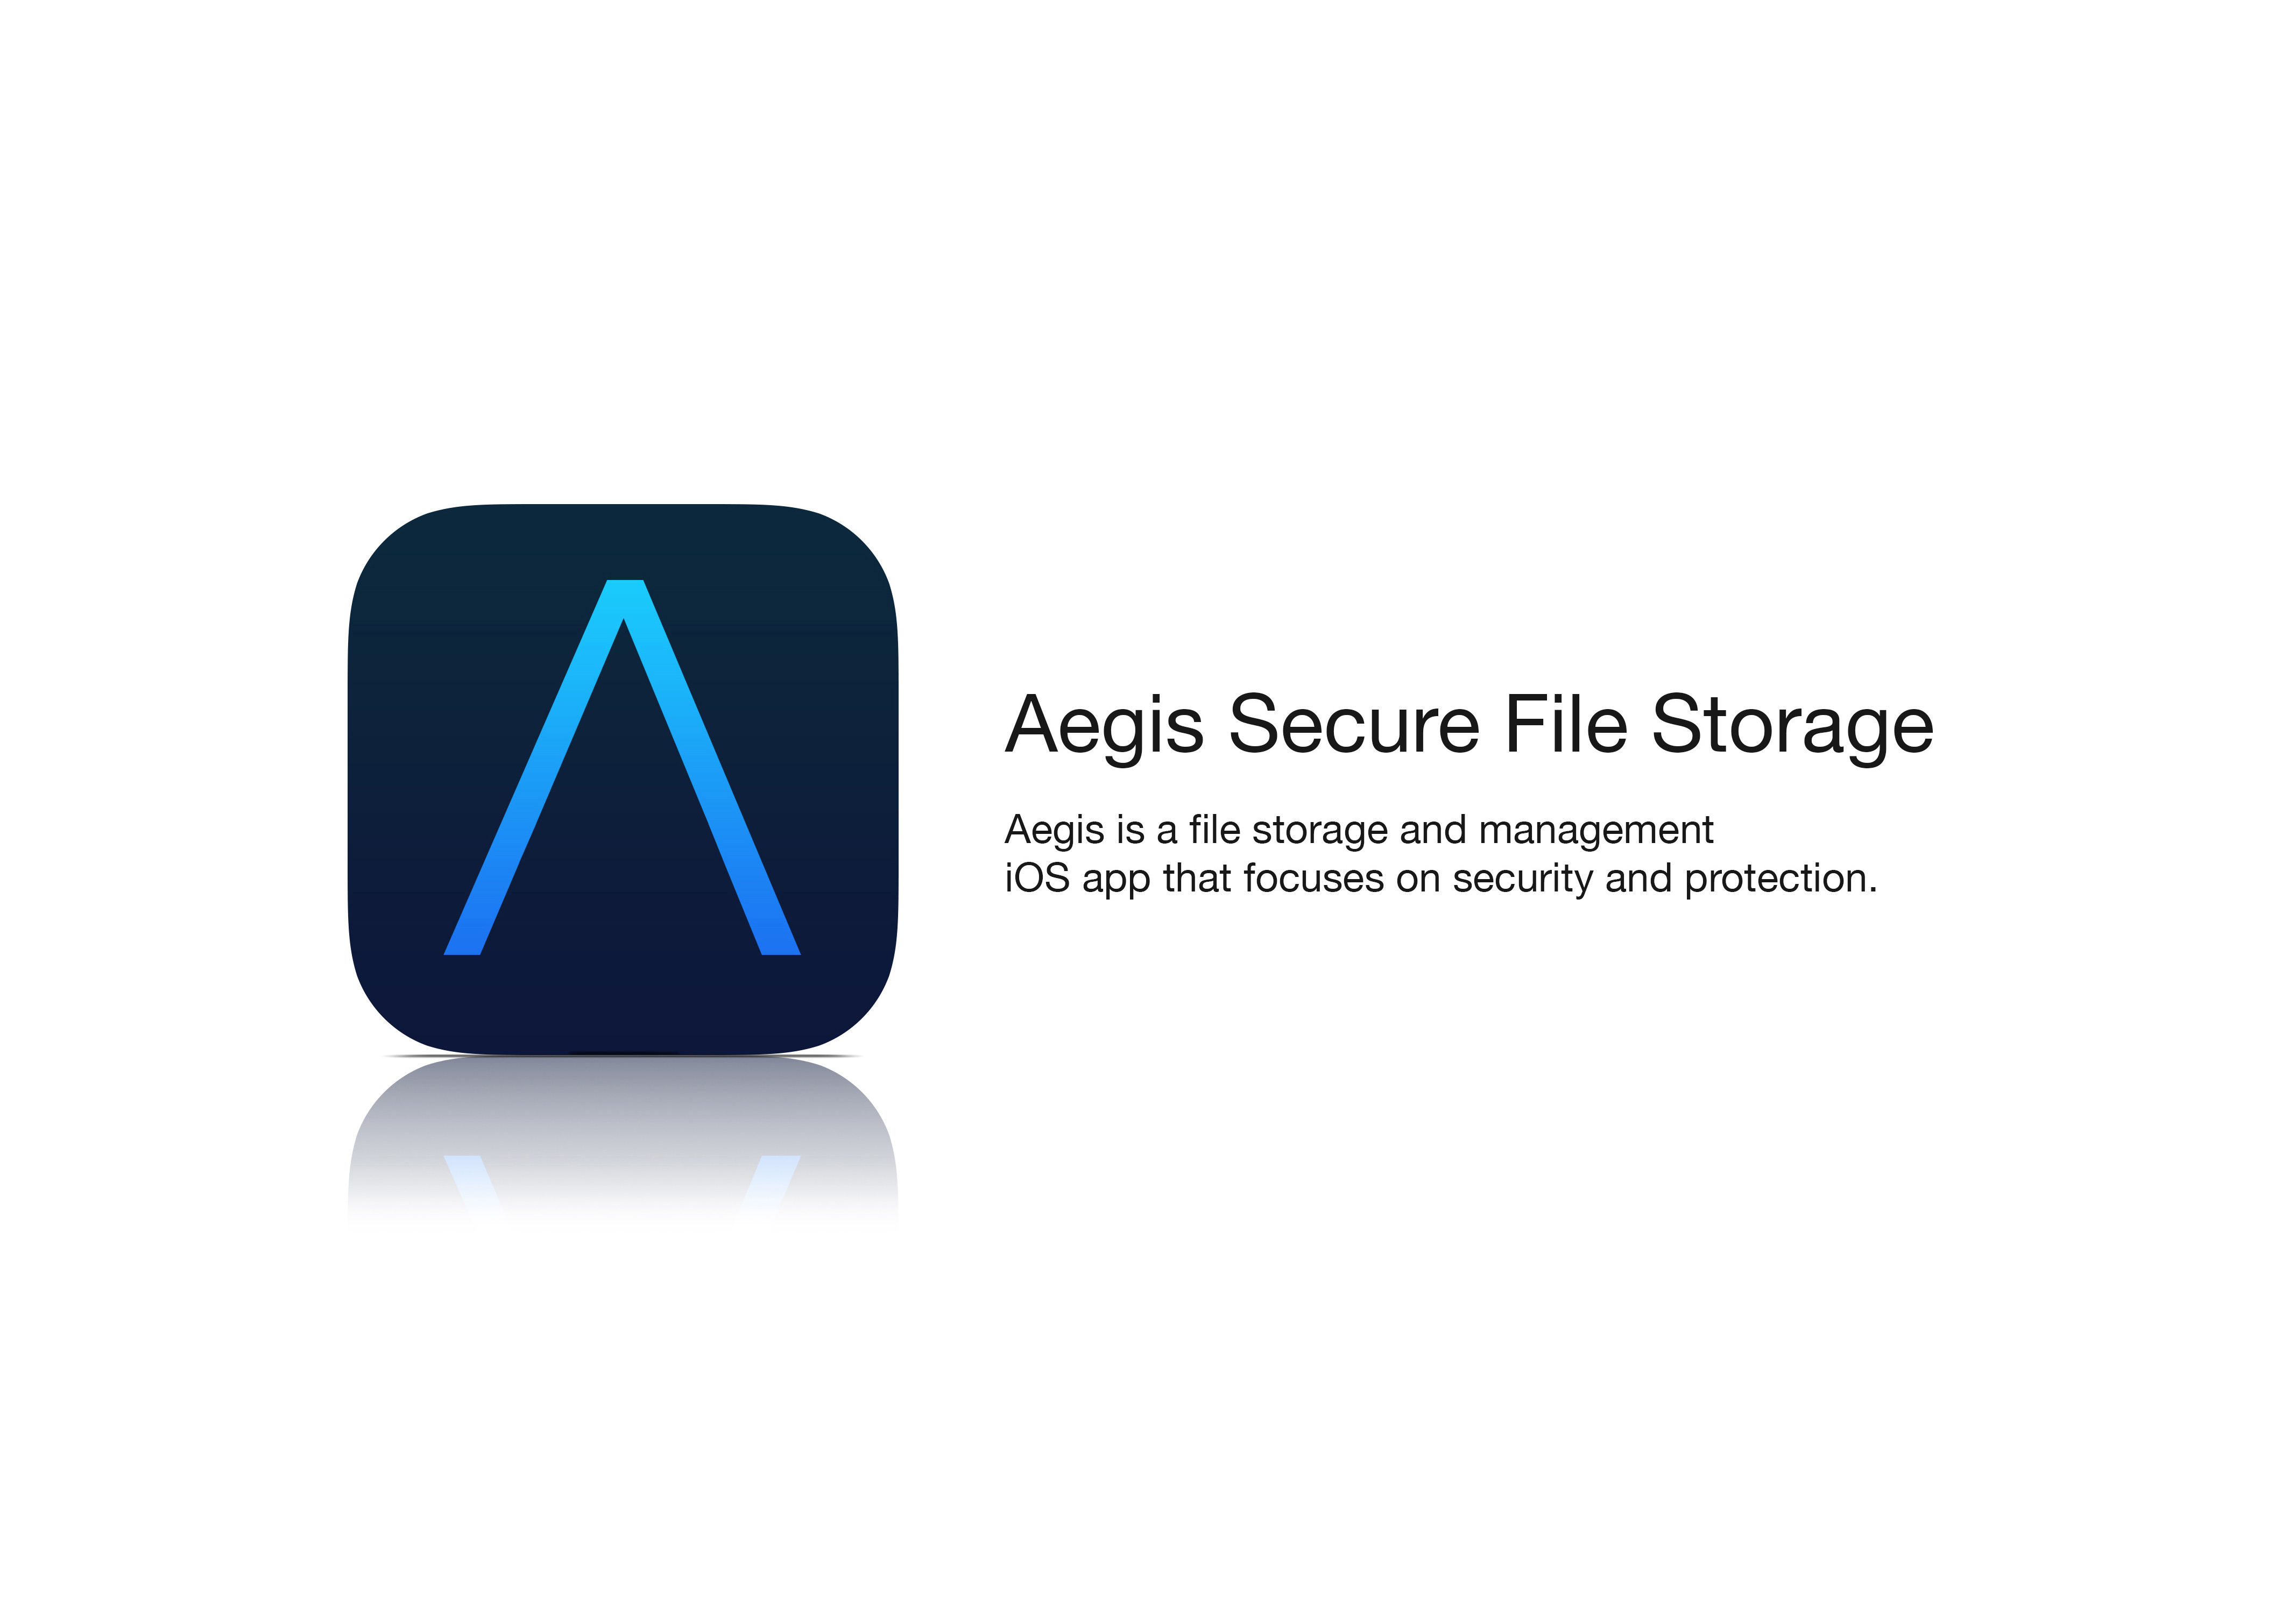 Aegis Secure File Storage
Aegis is a file storage and management
iOS app that focuses on security and protection.